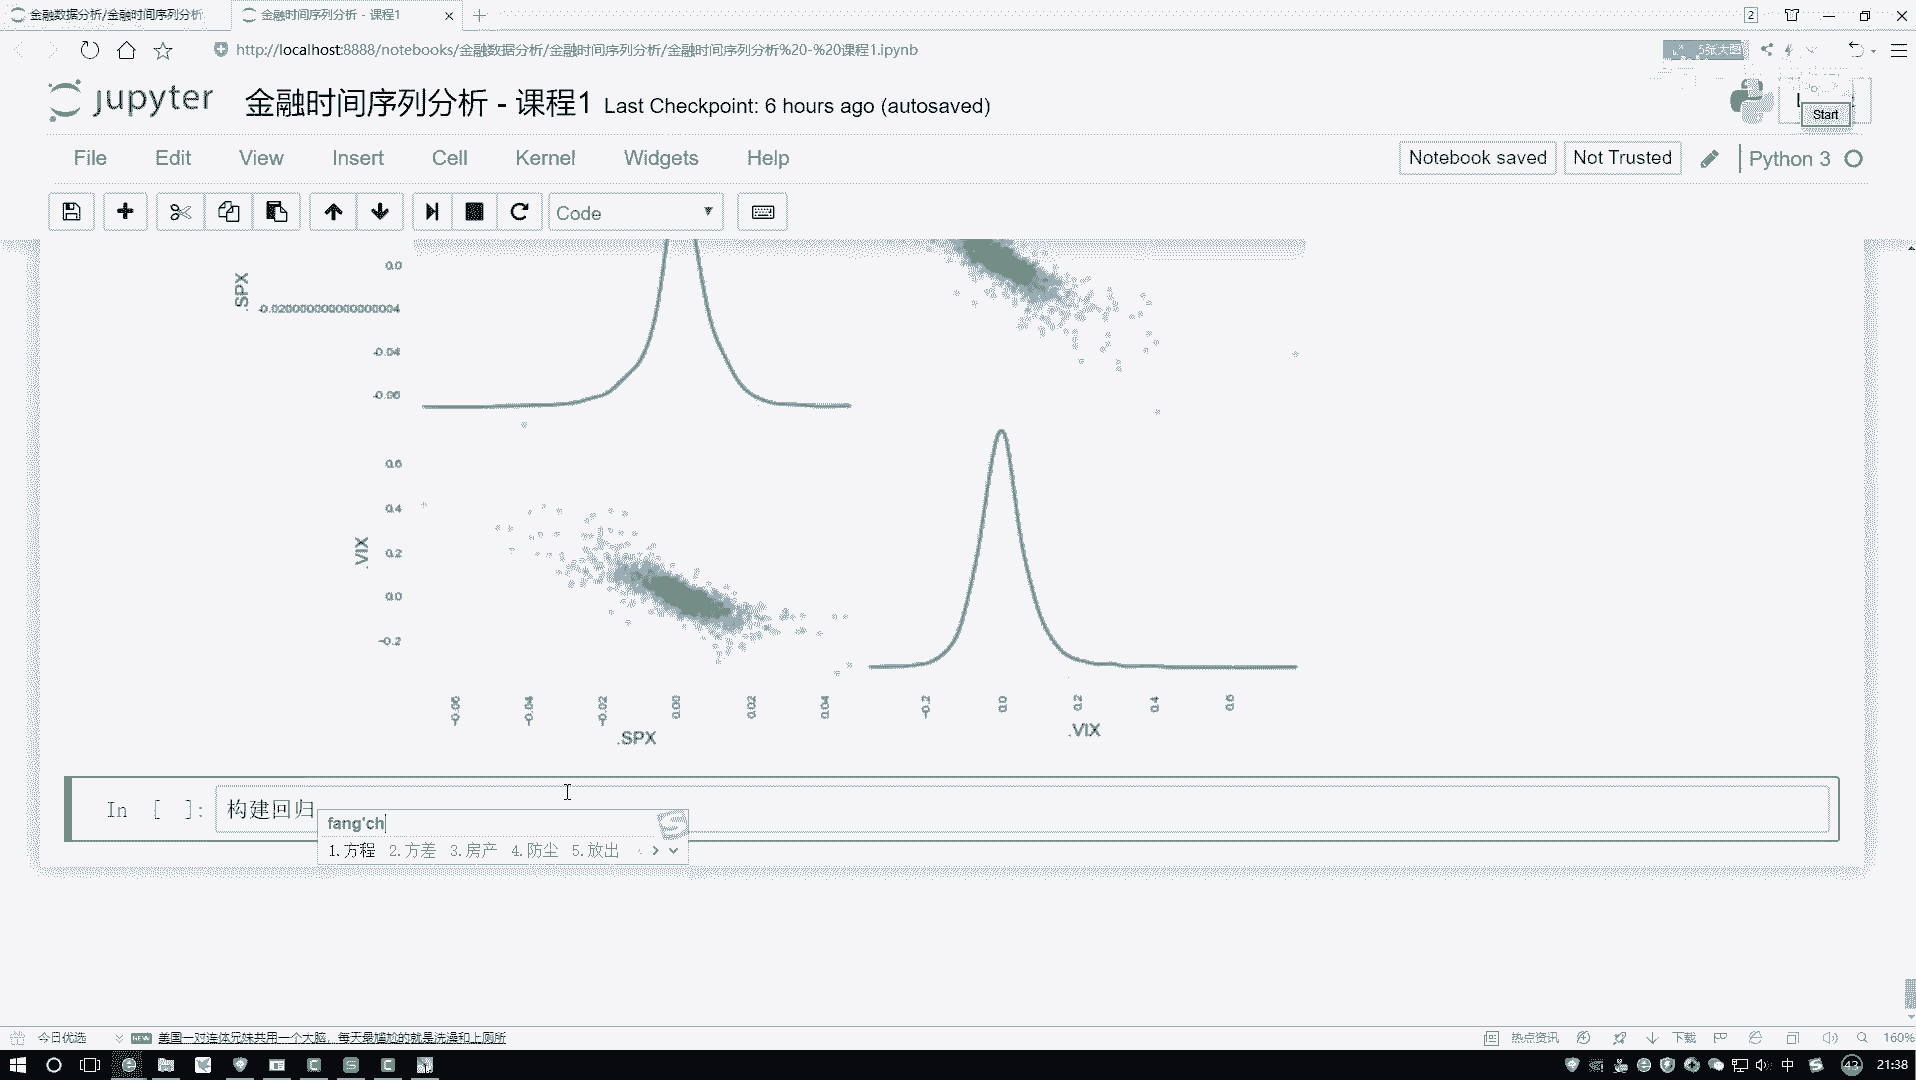 金融数据分析/金融时间序列分析
金融时间序列分析 - 课程1
2
http://localhost:8888/notebooks/金融数据分析/金融时间序列分析/金融时间序列分析%20-%20课程1.ipynb
5张大图
jupyter
金融时间序列分析 - 课程1 Last Checkpoint: 6 hours ago (autosaved)
Start
File Edit View Insert Cell Kernel Widgets Help
Notebook saved
Not Trusted
Python 3
Code
.SPX
0.0
-0.020000000000000004
-0.04
-0.06
.VIX
0.6
0.4
0.2
0.0
-0.2
-0.06 -0.04 -0.02 0.00 0.02 0.04
-0.2 0.0 0.2 0.4 0.6
.SPX
.VIX
In [ ]: 构建回归
fang'ch
1.方程 2.方差 3.房产 4.防尘 5.放出
今日优选
NEW
美国一对连体兄妹共用一个大脑，每天最尴尬的就是洗澡和上厕所
热点资讯
下载
160%
中
43
21:38